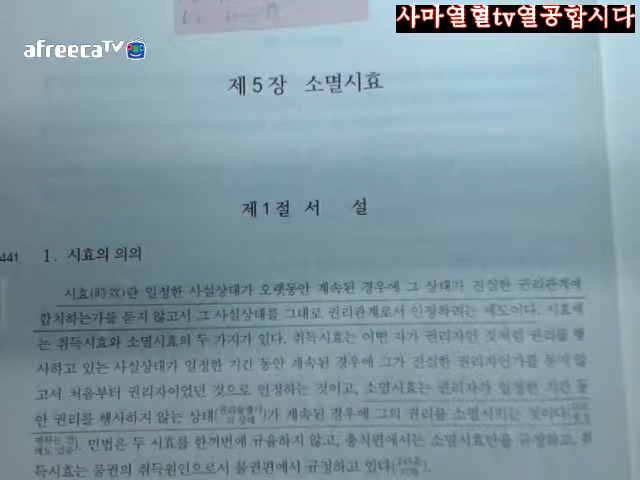 사마열혈tv열공합시다
afreecaTV
제 5 장 소멸시효
제 1 절 서 설
441
I. 시효의 의의
시효(時效)란 일정한 사실상태가 오랫동안 계속된 경우에 그 상태가 진실한 권리관계에
합치하는가를 묻지 않고서 그 사실상태를 그대로 권리관계로서 인정하려는 제도이다. 시효에
는 취득시효와 소멸시효의 두 가지가 있다. 취득시효는 어떤 자가 권리자인 것처럼 권리를 행
사하고 있는 사실상태가 일정한 기간 동안 계속된 경우에 그가 진실한 권리자인가를 묻지 않
고서 처음부터 권리자이었던 것으로 인정하는 것이고, 소멸시효는 권리자가 일정한 기간 동
안 권리를 행사하지 않는 상태(권리불행사의 상태)가 계속된 경우에 그의 권리를 소멸시키는 것이다
민법은 두 시효를 한꺼번에 규율하지 않고, 총칙편에서는 소멸시효만을 규정하고, 취
득시효는 물권의 취득원인으로서 물권편에서 규정하고 있다